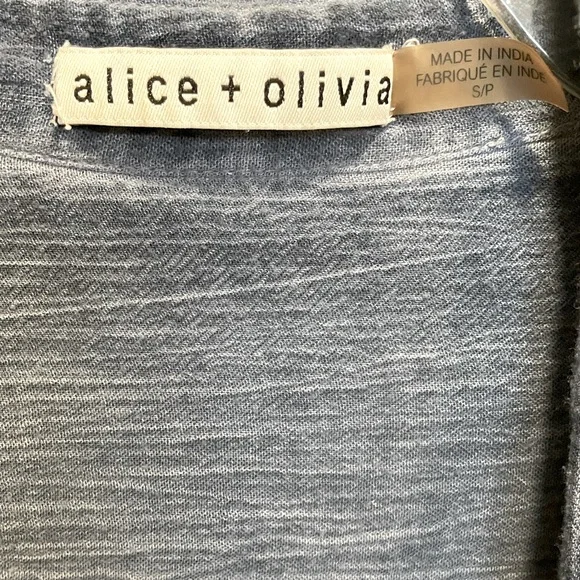 alice + olivia
MADE IN INDIA
FABRIQUÉ EN INDE
S/P